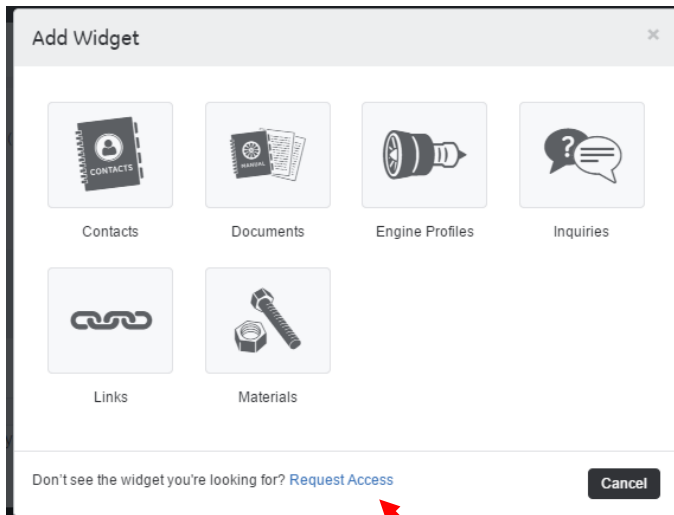 Add Widget
×
CONTACTS
MANUAL
?
Contacts
Documents
Engine Profiles
Inquiries
Links
Materials
Don't see the widget you're looking for? Request Access
Cancel